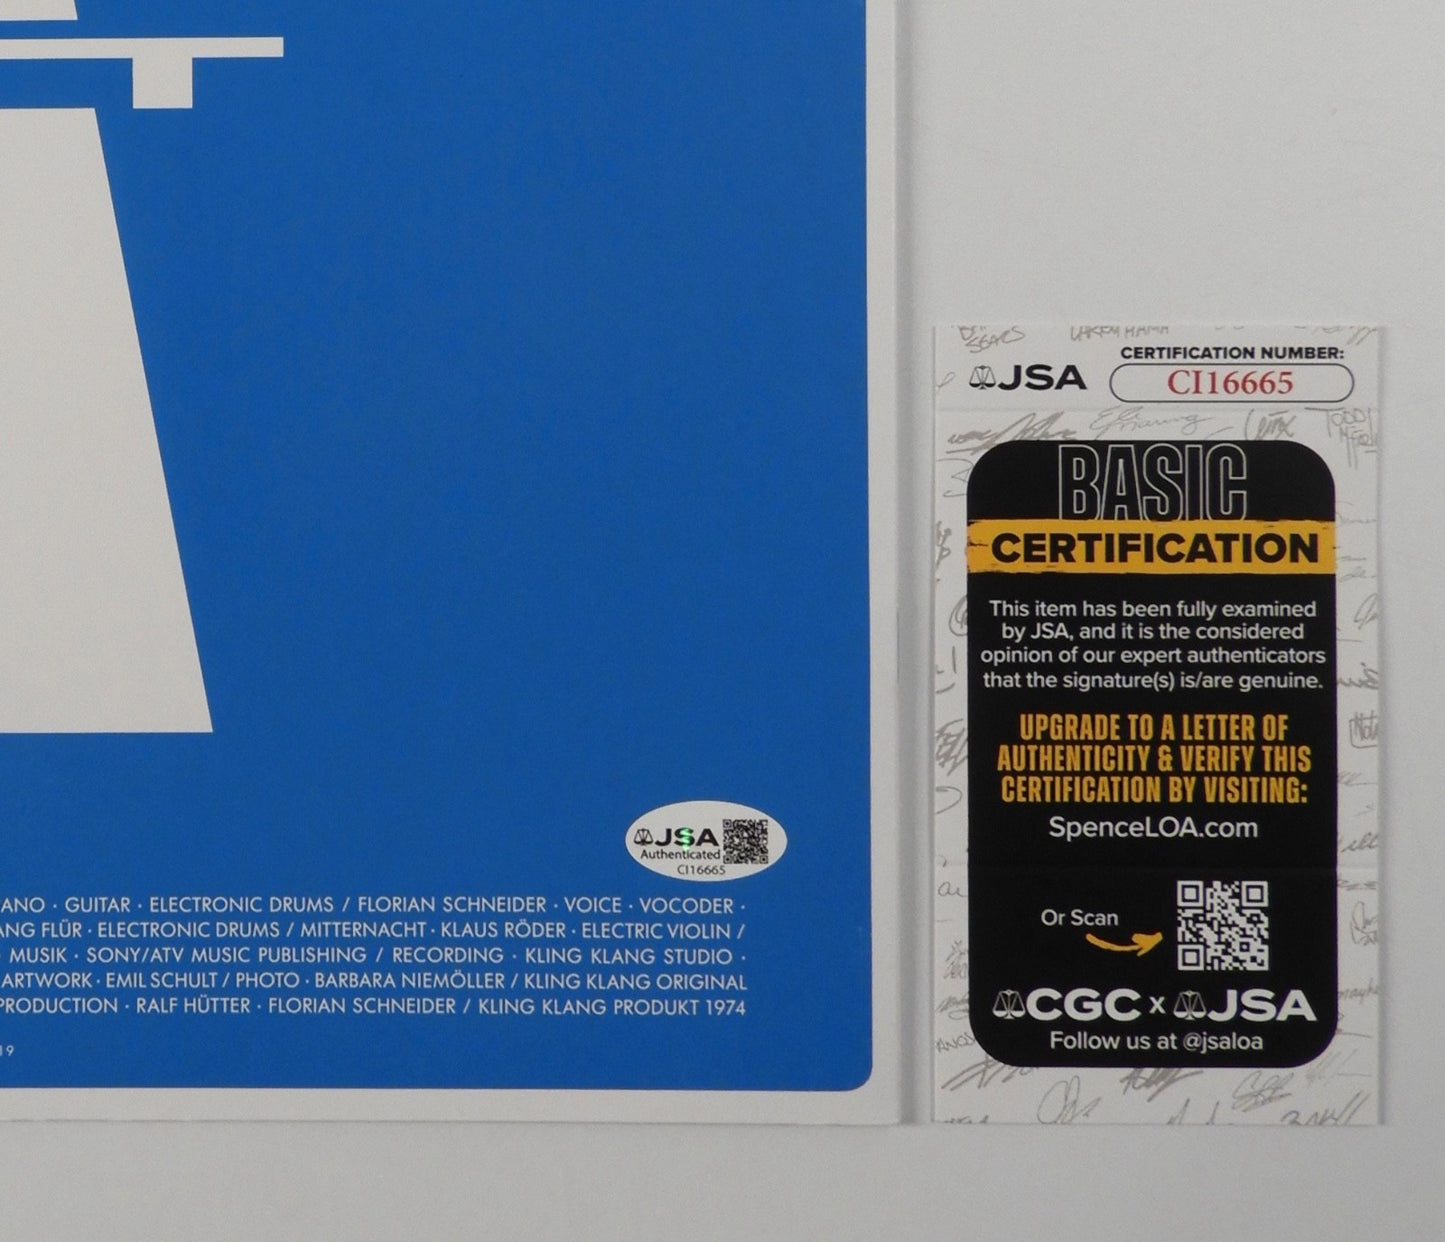 JSA
Authenticated
CI16665
ANO · GUITAR · ELECTRONIC DRUMS / FLORIAN SCHNEIDER · VOICE · VOCODER ·
ANG FLÜR · ELECTRONIC DRUMS / MITTERNACHT · KLAUS RÖDER · ELECTRIC VIOLIN /
MUSIK · SONY/ATV MUSIC PUBLISHING / RECORDING · KLING KLANG STUDIO ·
ARTWORK · EMIL SCHULT / PHOTO · BARBARA NIEMÖLLER / KLING KLANG ORIGINAL
PRODUCTION · RALF HÜTTER · FLORIAN SCHNEIDER / KLING KLANG PRODUKT 1974
19
JSA
CERTIFICATION NUMBER:
CI16665
BASIC
CERTIFICATION
This item has been fully examined
by JSA, and it is the considered
opinion of our expert authenticators
that the signature(s) is/are genuine.
UPGRADE TO A LETTER OF
AUTHENTICITY & VERIFY THIS
CERTIFICATION BY VISITING:
SpenceLOA.com
Or Scan
CGC x JSA
Follow us at @jsaloa